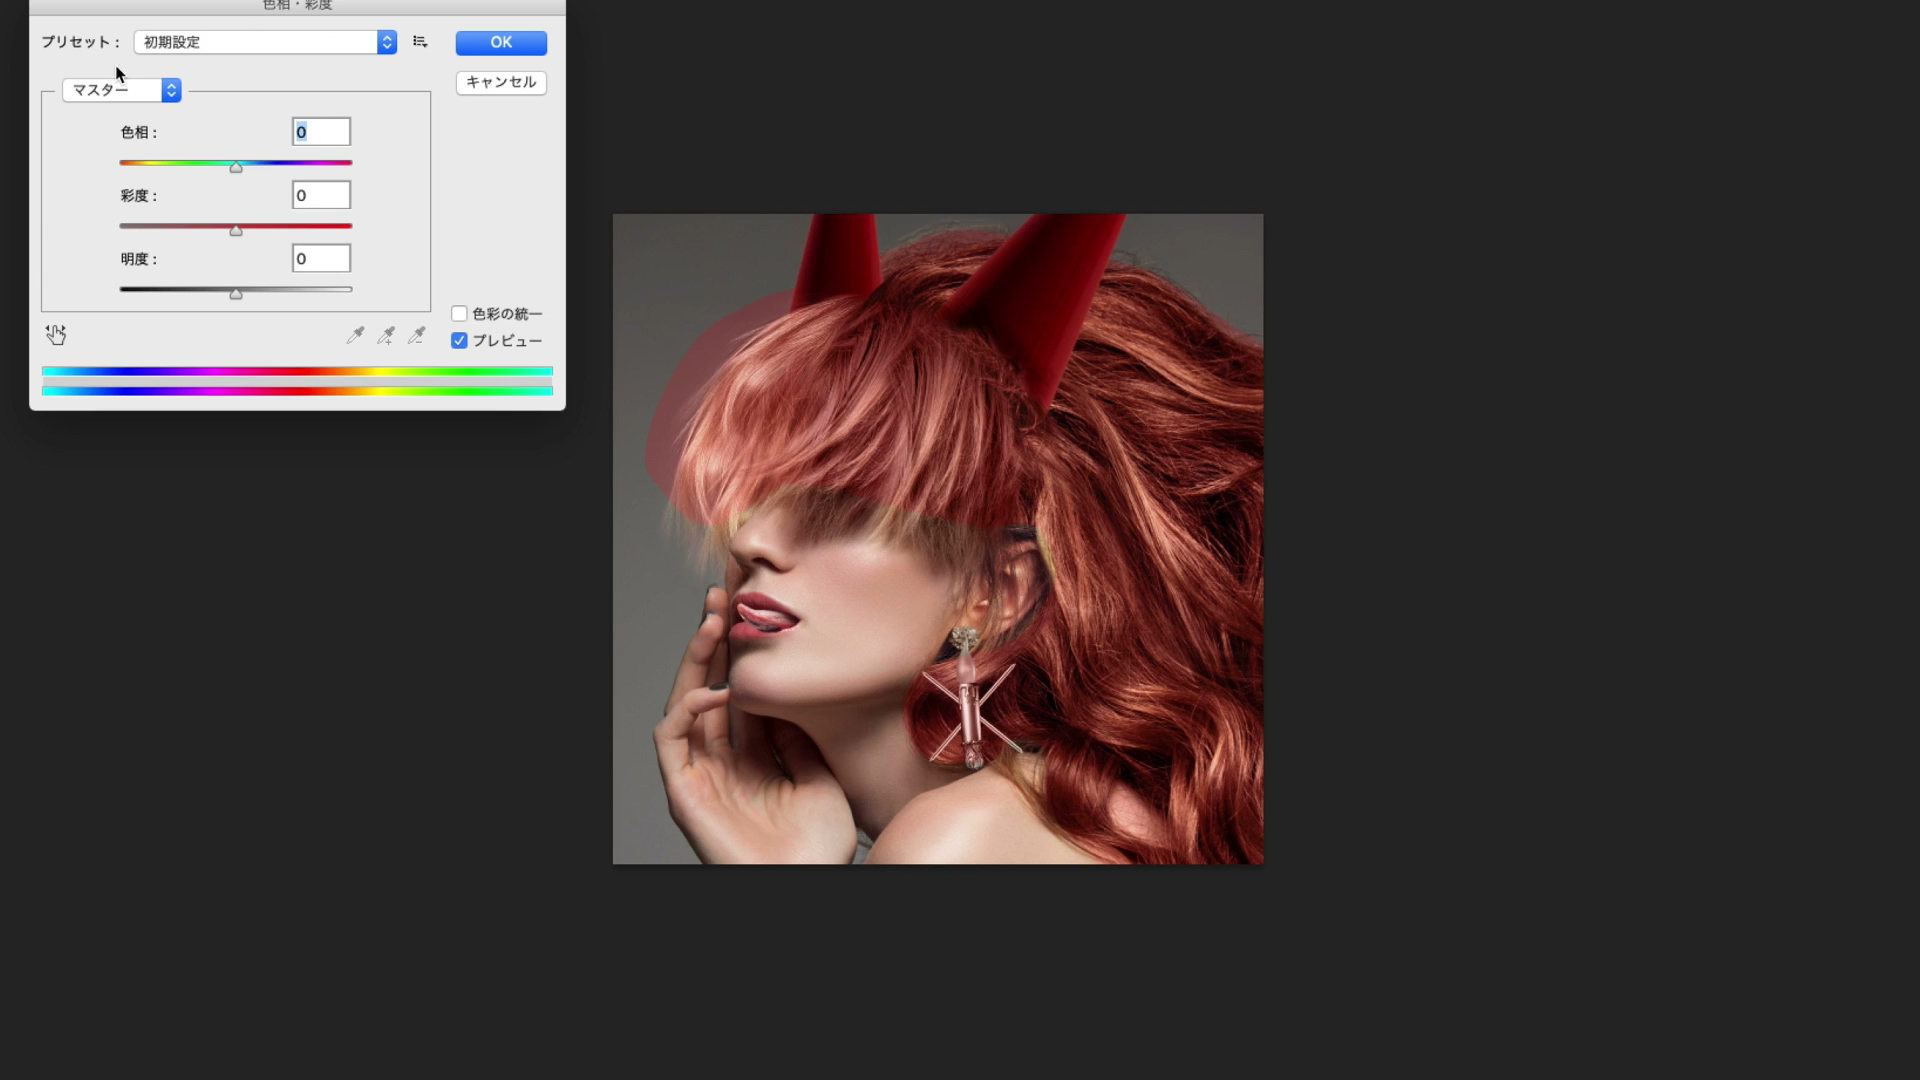 色相・彩度
プリセット：
初期設定
OK
マスター
キャンセル
色相：
0
彩度：
0
明度：
0
色彩の統一
プレビュー